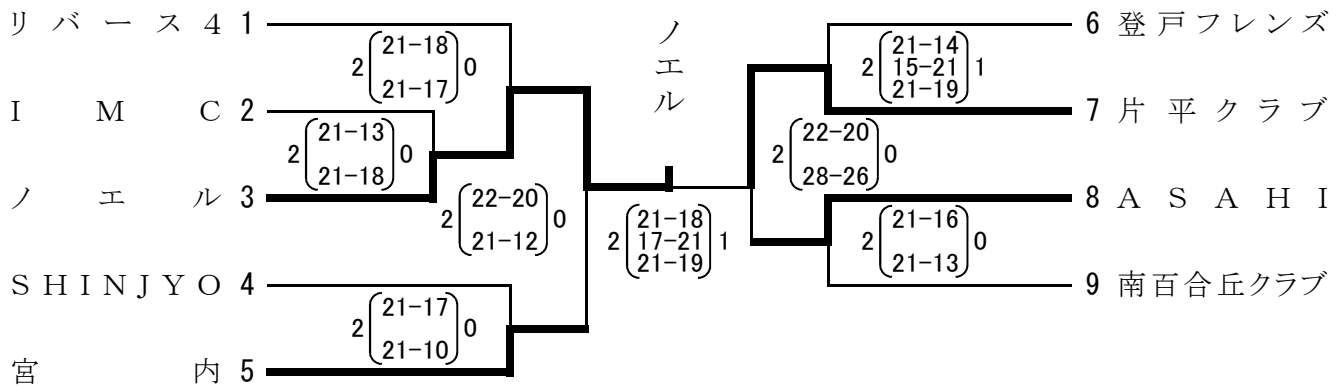 リバース４ 1
ＩＭＣ 2
ノエル 3
ＳＨＩＮＪＹＯ 4
宮内 5
2 21-18 0
21-17
2 21-13 0
21-18
2 22-20 0
21-12
2 21-17 0
21-10
ノエル
2 21-18 1
17-21
21-19
2 21-14 1
15-21
21-19
2 22-20 0
28-26
2 21-16 0
21-13
6 登戸フレンズ
7 片平クラブ
8 ＡＳＡＨＩ
9 南百合丘クラブ